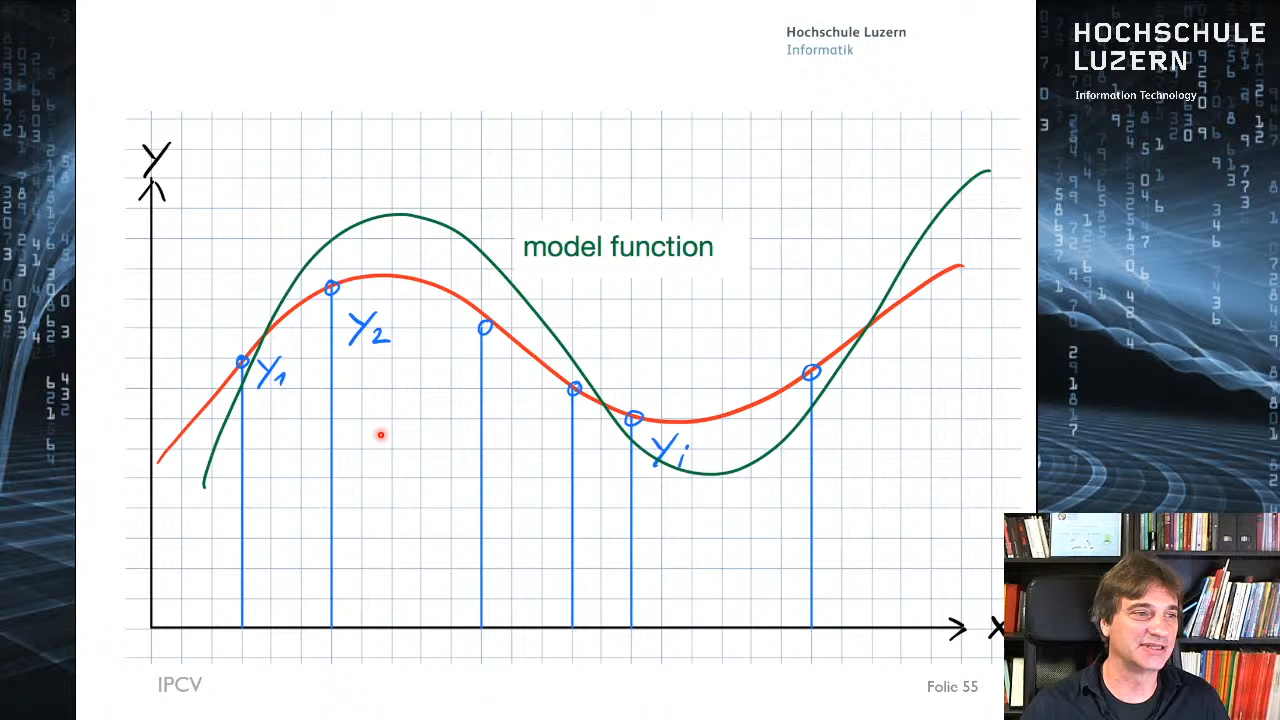 Hochschule Luzern
Informatik
HOCHSCHULE
LUZERN
Information Technology
Y
model function
Y2
Y1
Yi
X
IPCV
Folie 55